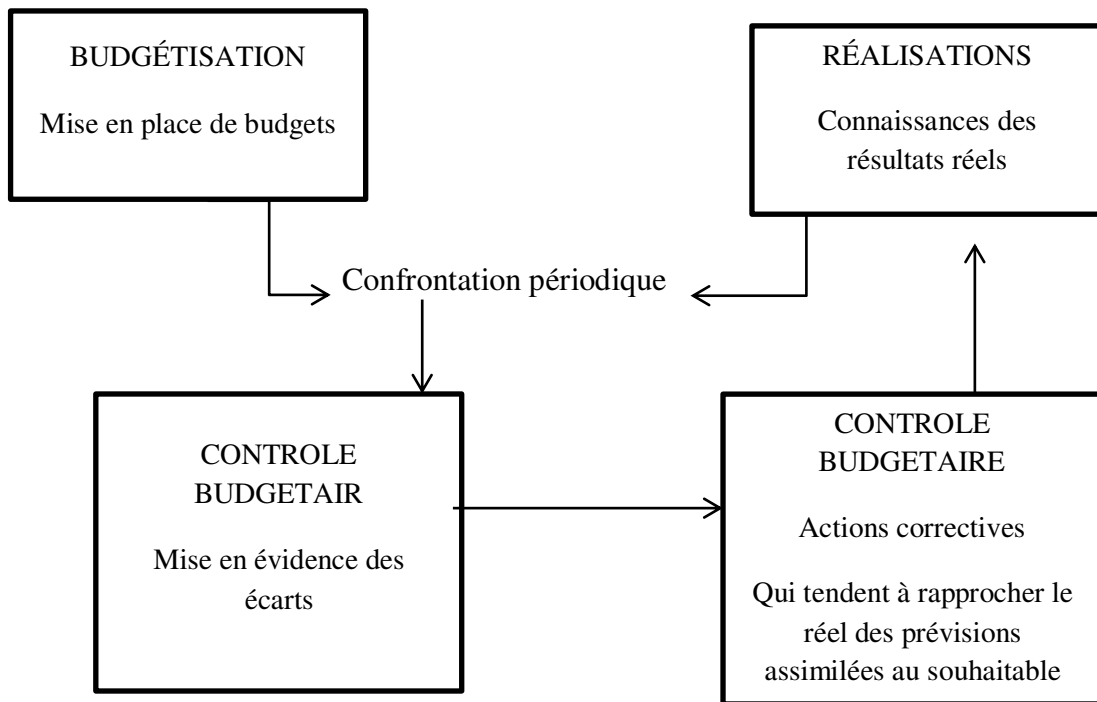 BUDGÉTISATION
Mise en place de budgets
RÉALISATIONS
Connaissances des
résultats réels
Confrontation périodique
CONTROLE
BUDGETAIR
Mise en évidence des
écarts
CONTROLE
BUDGETAIRE
Actions correctives
Qui tendent à rapprocher le
réel des prévisions
assimilées au souhaitable